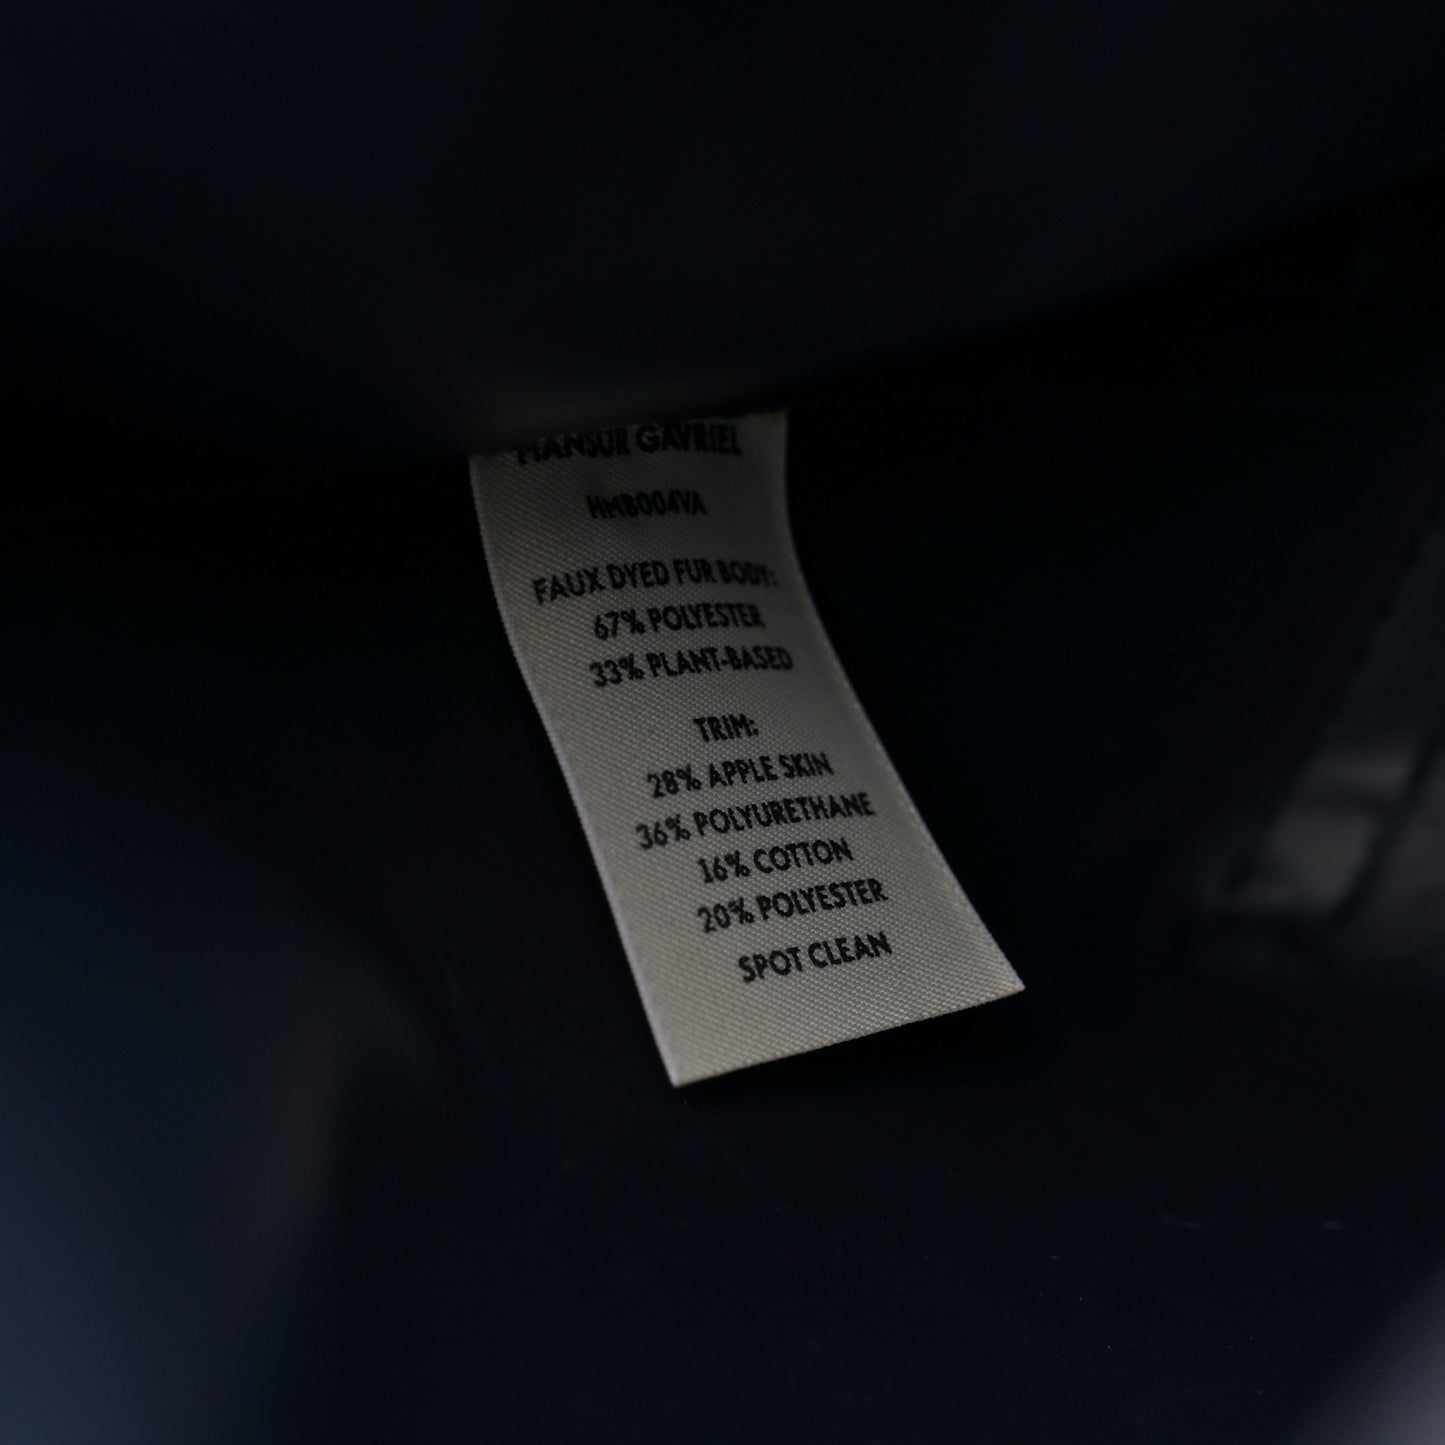 MANSUR GAVRIEL
HMB004VA
FAUX DYED FUR BODY:
67% POLYESTER
33% PLANT-BASED
TRIM:
28% APPLE SKIN
36% POLYURETHANE
16% COTTON
20% POLYESTER
SPOT CLEAN